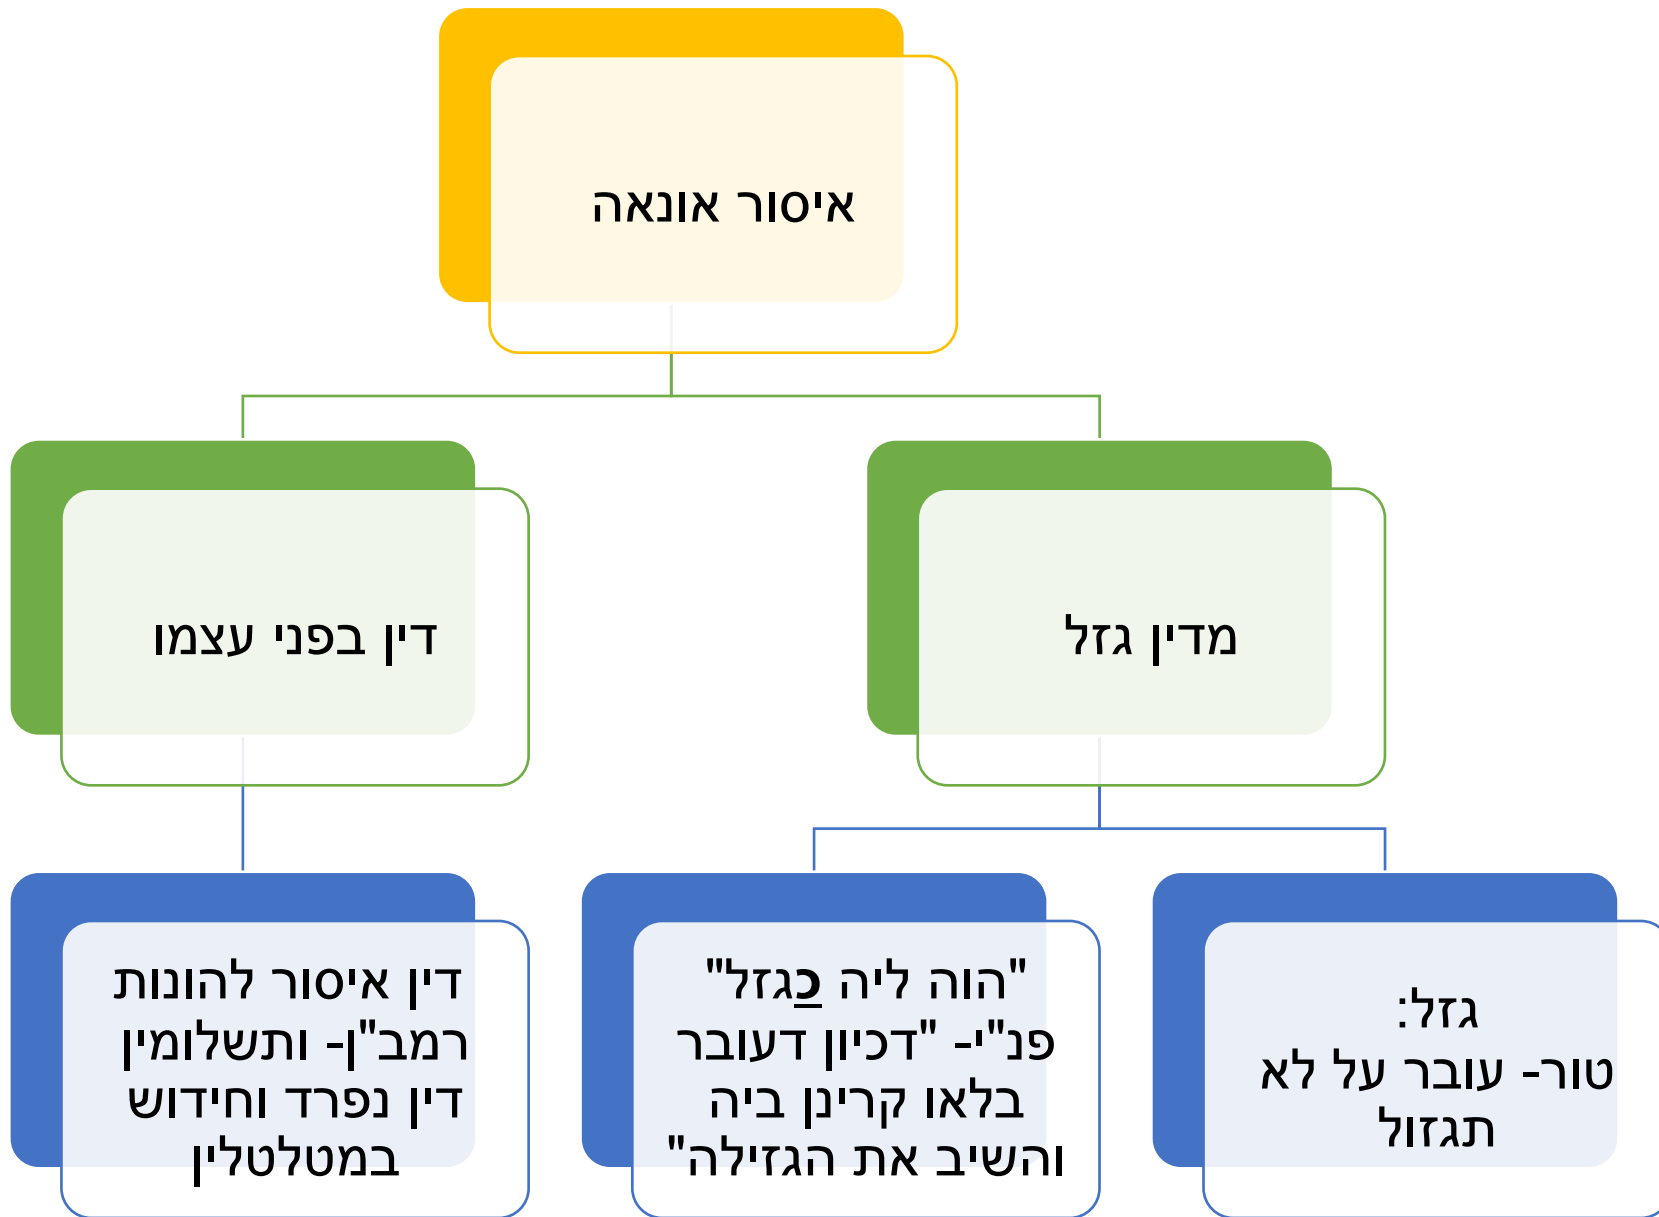 איסור אונאה
מדין גזל
דין בפני עצמו
גזל:
טור- עובר על לא
תגזול
"הוה ליה כגזל"
פנ"י- "דכיון דעובר
בלאו קרינן ביה
והשיב את הגזילה"
דין איסור להונות
רמב"ן- ותשלומין
דין נפרד וחידוש
במטלטלין